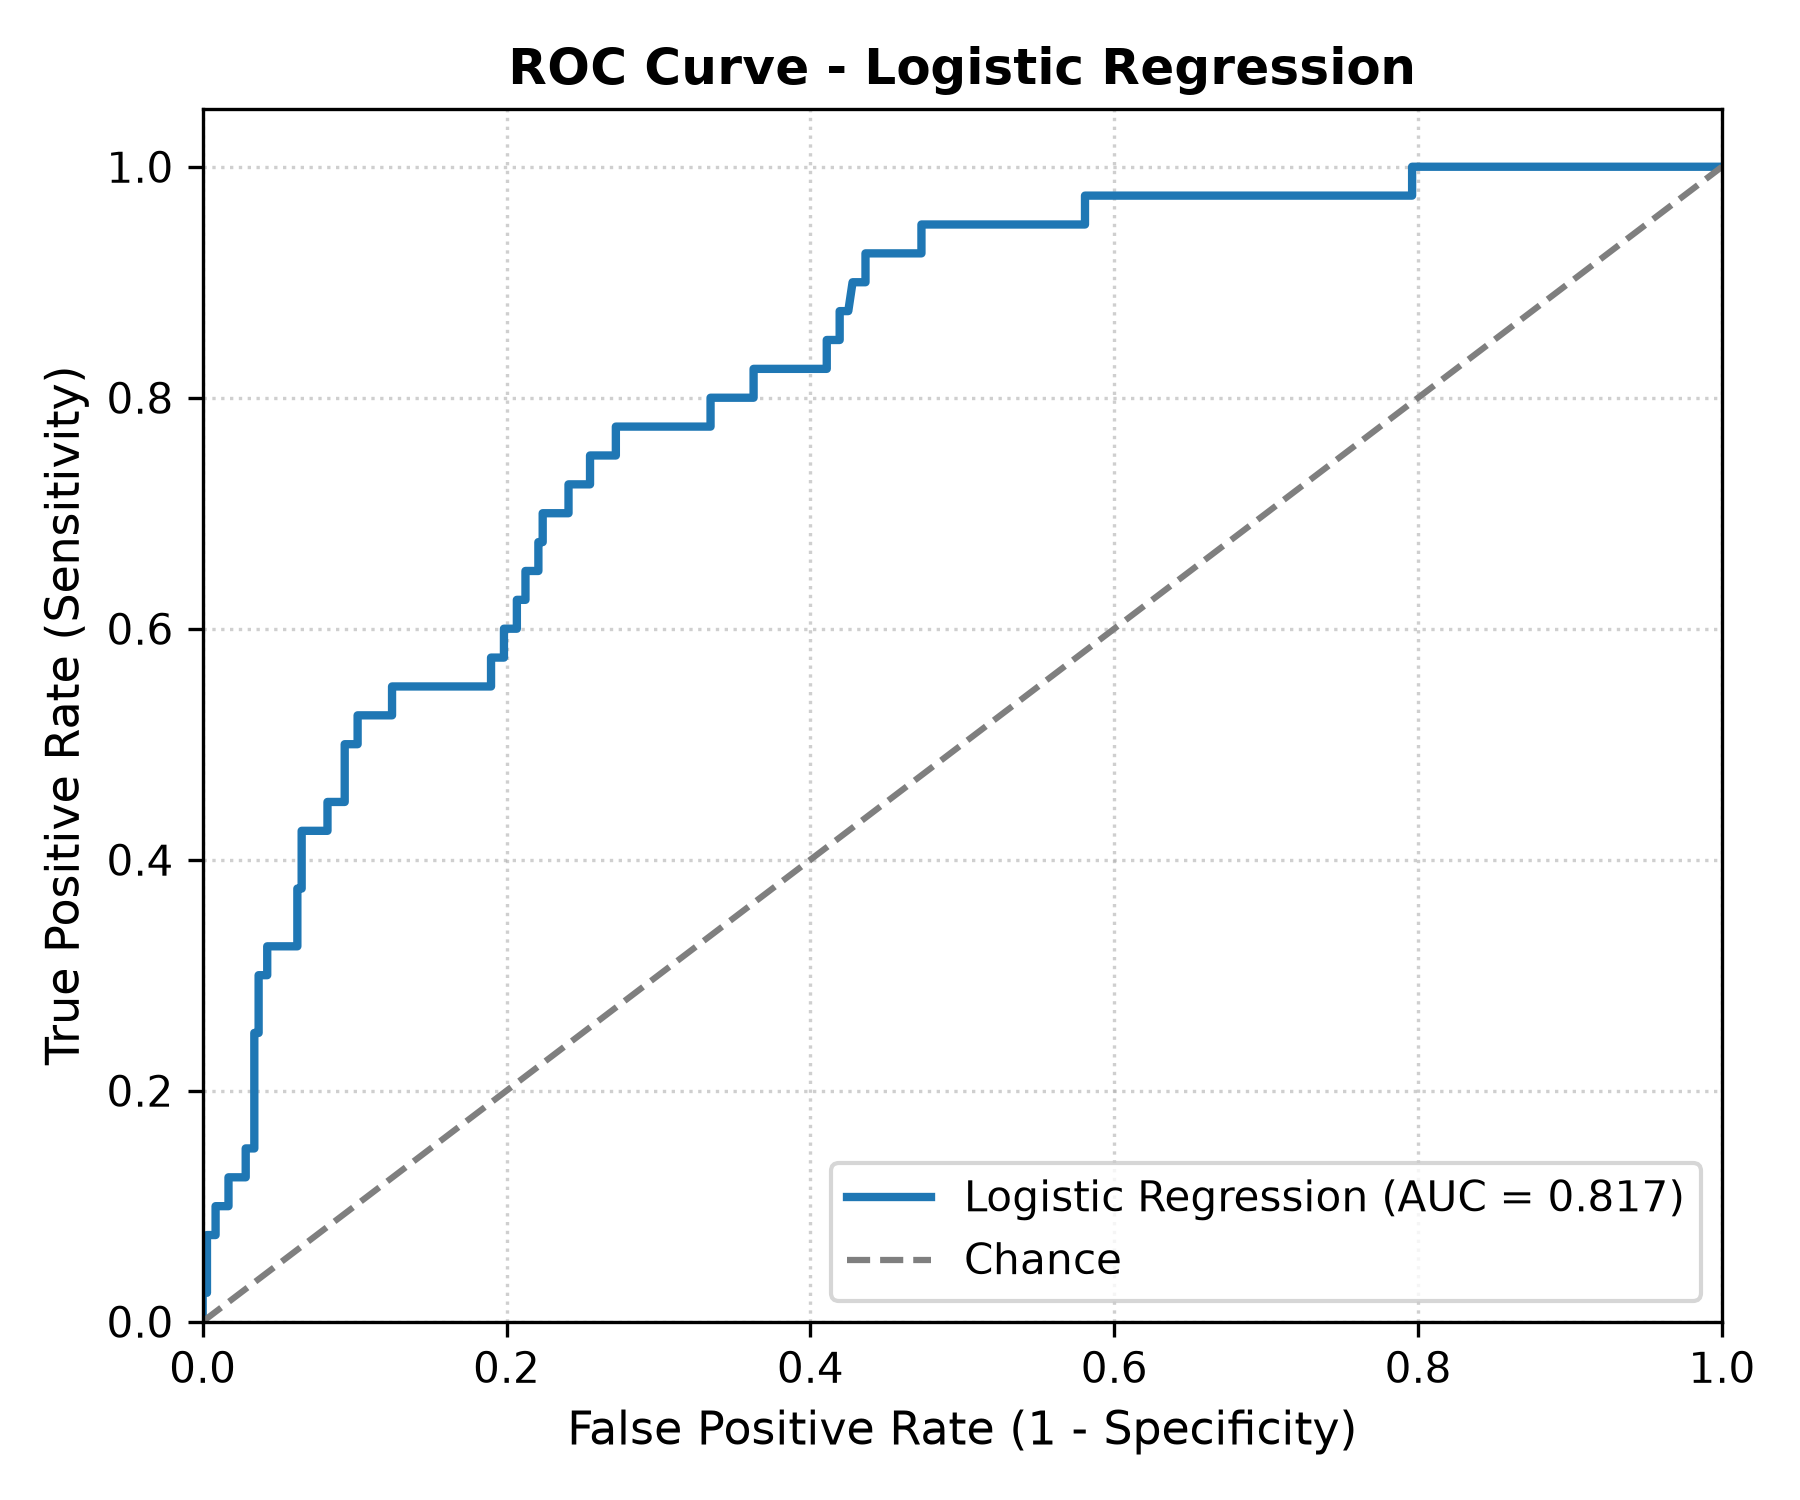 ROC Curve - Logistic Regression
True Positive Rate (Sensitivity)
1.0
0.8
0.6
0.4
0.2
0.0
0.0 0.2 0.4 0.6 0.8 1.0
False Positive Rate (1 - Specificity)
Logistic Regression (AUC = 0.817)
Chance